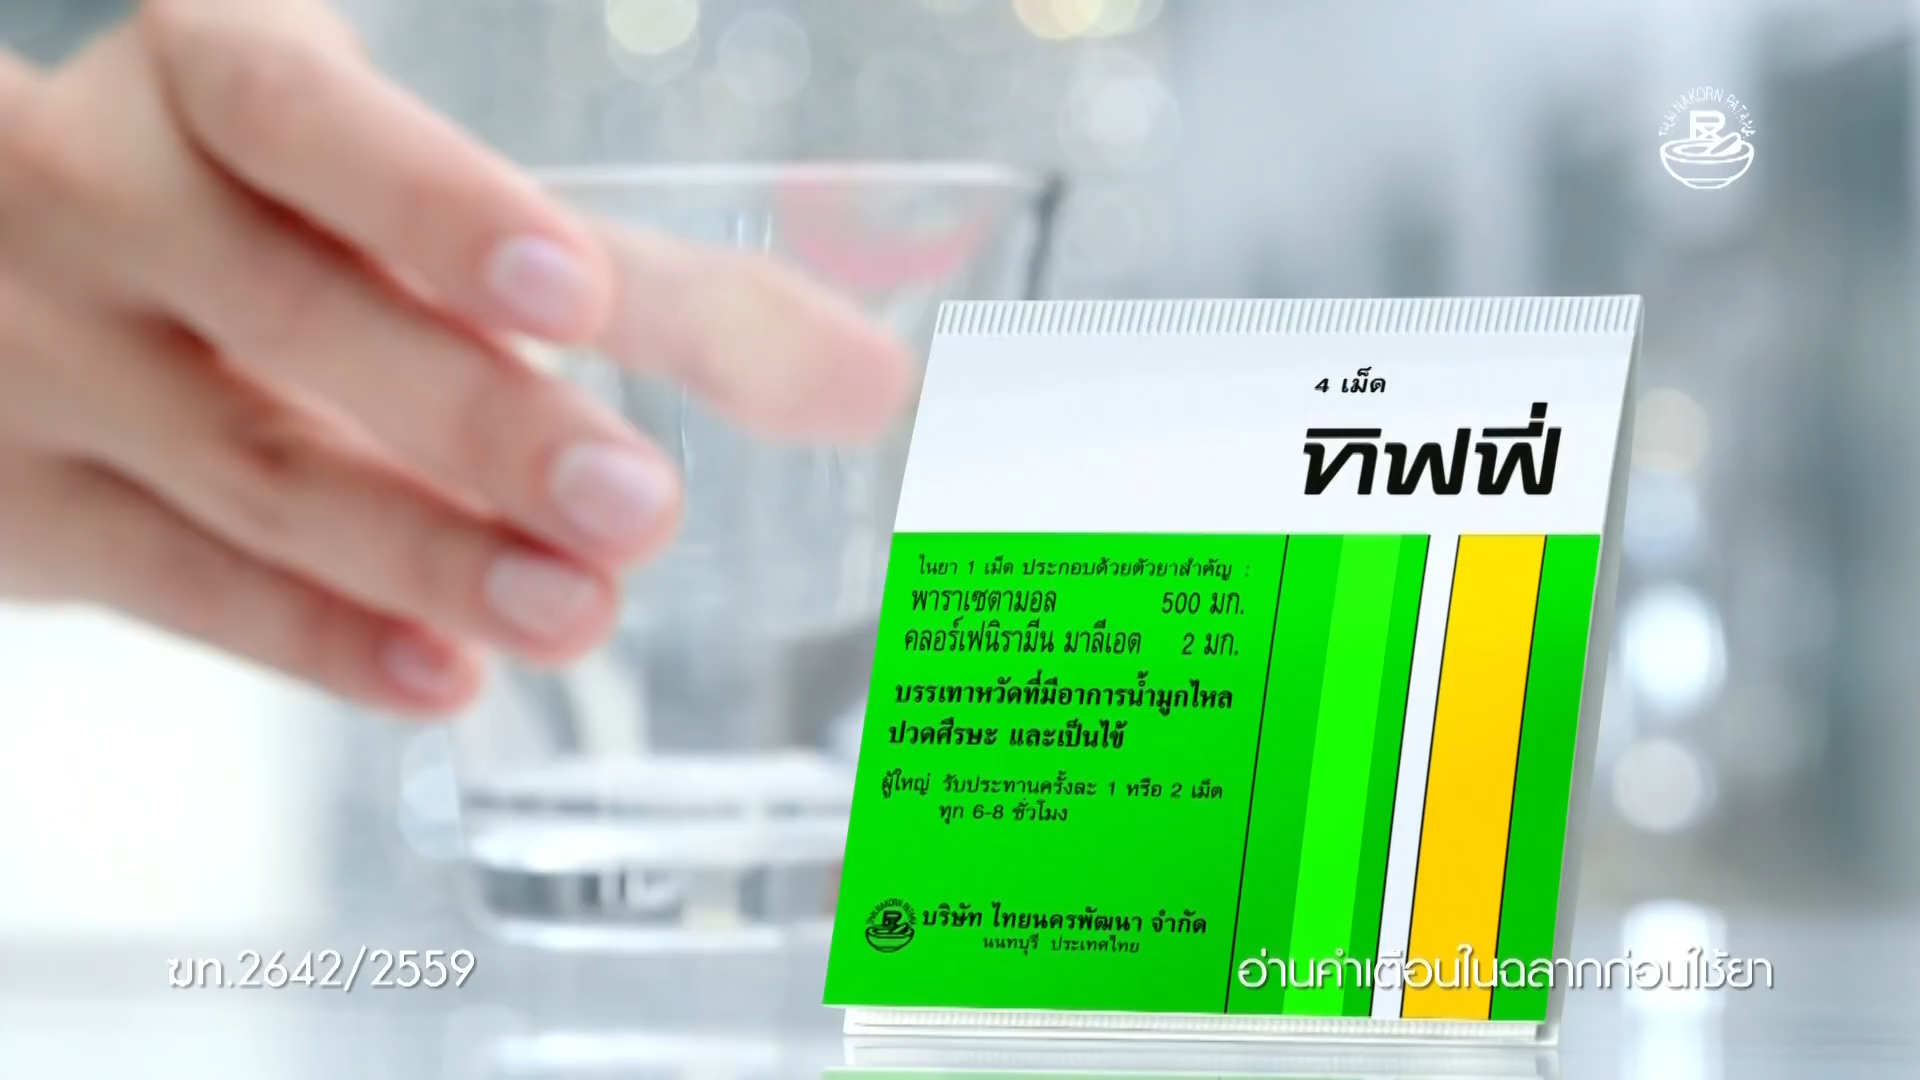 THAI NAKORN PATANA
4 เม็ด
ทิฟฟี่
ในยา 1 เม็ด ประกอบด้วยตัวยาสำคัญ :
พาราเซตามอล 500 มก.
คลอร์เฟนิรามีน มาลีเอต 2 มก.
บรรเทาหวัดที่มีอาการน้ำมูกไหล
ปวดศีรษะ และเป็นไข้
ผู้ใหญ่ รับประทานครั้งละ 1 หรือ 2 เม็ด
ทุก 6-8 ชั่วโมง
บริษัท ไทยนครพัฒนา จำกัด
นนทบุรี ประเทศไทย
ฆท.2642/2559
อ่านคำเตือนในฉลากก่อนใช้ยา